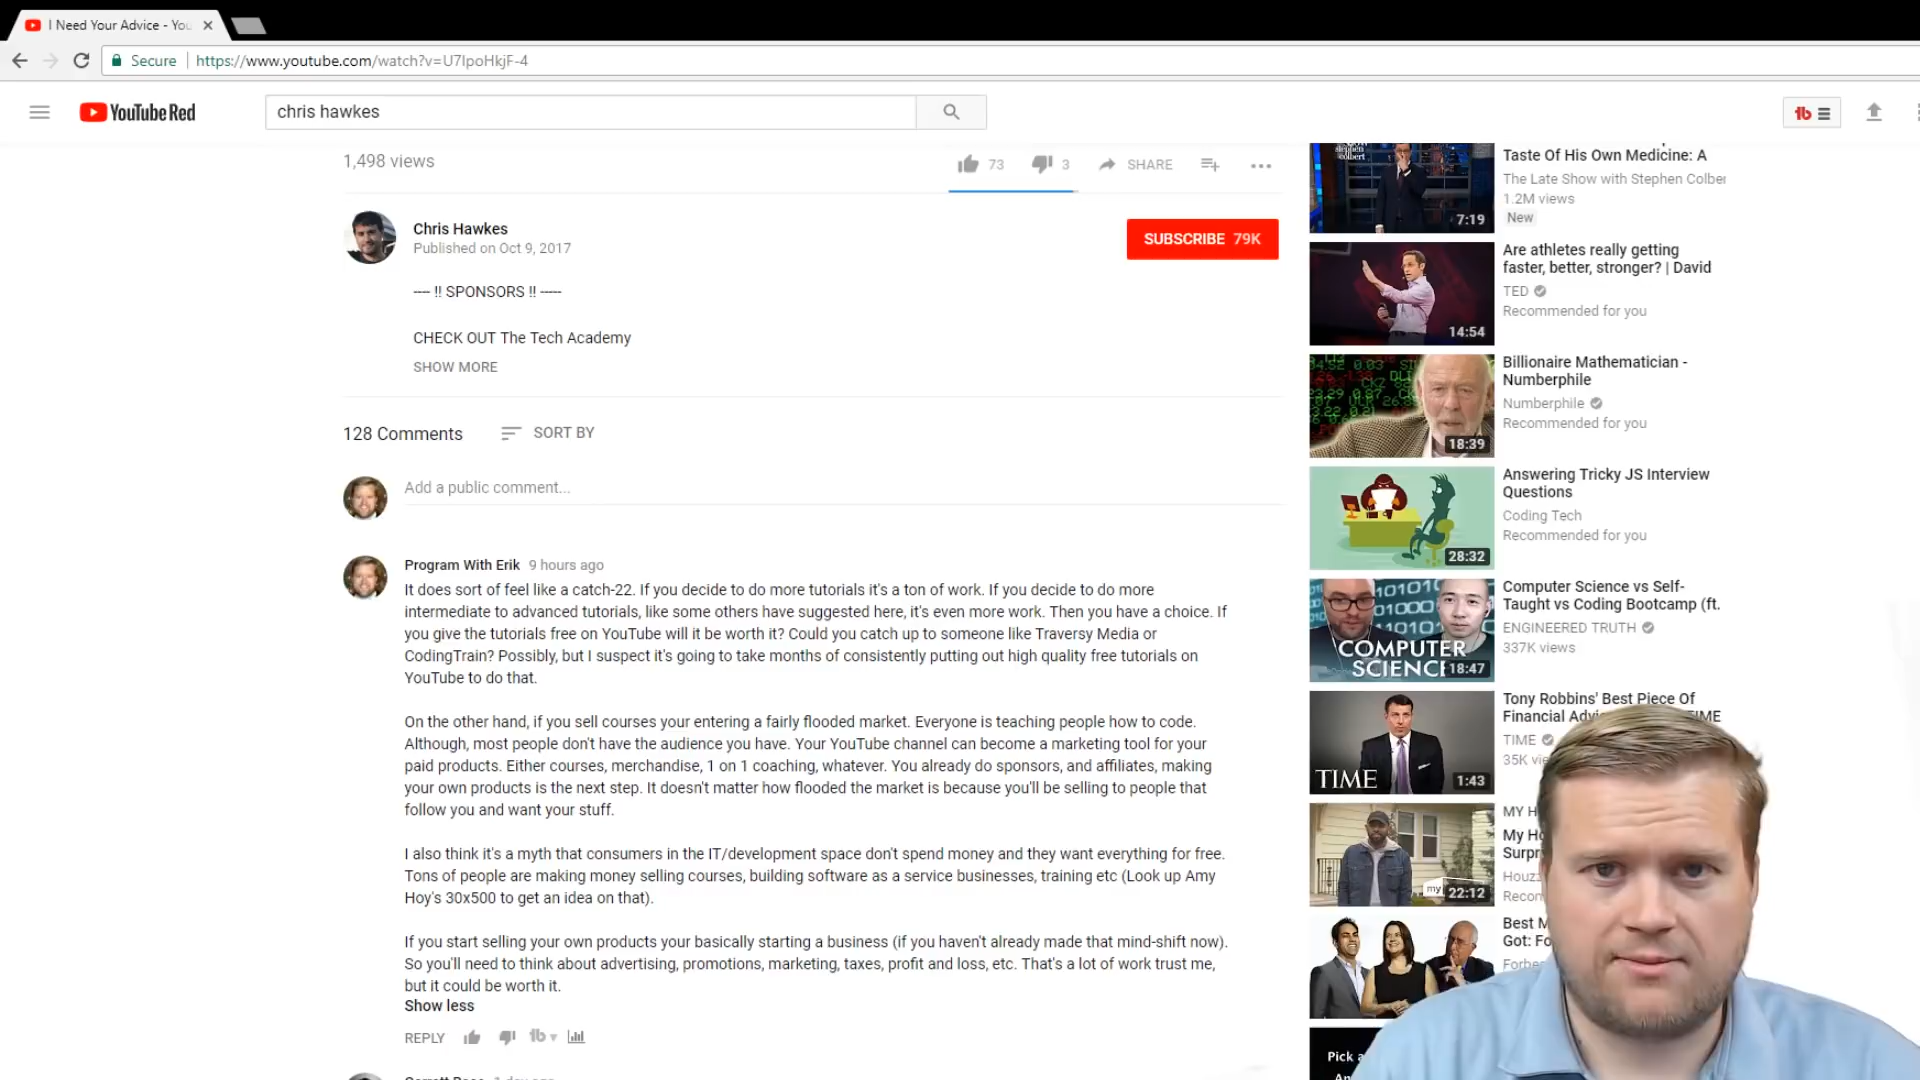 I Need Your Advice - You
Secure
https://www.youtube.com/watch?v=U7IpoHkjF-4
YouTube Red
chris hawkes
1,498 views
73
3
SHARE
Chris Hawkes
Published on Oct 9, 2017
SUBSCRIBE 79K
---- !! SPONSORS !! -----
CHECK OUT The Tech Academy
SHOW MORE
128 Comments
SORT BY
Add a public comment...
Program With Erik 9 hours ago
It does sort of feel like a catch-22. If you decide to do more tutorials it's a ton of work. If you decide to do more
intermediate to advanced tutorials, like some others have suggested here, it's even more work. Then you have a choice. If
you give the tutorials free on YouTube will it be worth it? Could you catch up to someone like Traversy Media or
CodingTrain? Possibly, but I suspect it's going to take months of consistently putting out high quality free tutorials on
YouTube to do that.
On the other hand, if you sell courses your entering a fairly flooded market. Everyone is teaching people how to code.
Although, most people don't have the audience you have. Your YouTube channel can become a marketing tool for your
paid products. Either courses, merchandise, 1 on 1 coaching, whatever. You already do sponsors, and affiliates, making
your own products is the next step. It doesn't matter how flooded the market is because you'll be selling to people that
follow you and want your stuff.
I also think it's a myth that consumers in the IT/development space don't spend money and they want everything for free.
Tons of people are making money selling courses, building software as a service businesses, training etc (Look up Amy
Hoy's 30x500 to get an idea on that).
If you start selling your own products your basically starting a business (if you haven't already made that mind-shift now).
So you'll need to think about advertising, promotions, marketing, taxes, profit and loss, etc. That's a lot of work trust me,
but it could be worth it.
Show less
REPLY
stephen
colbert
7:19
Taste Of His Own Medicine: A
The Late Show with Stephen Colber
1.2M views
New
14:54
Are athletes really getting
faster, better, stronger? | David
TED
Recommended for you
18:39
Billionaire Mathematician -
Numberphile
Numberphile
Recommended for you
28:32
Answering Tricky JS Interview
Questions
Coding Tech
Recommended for you
COMPUTER
SCIENC
18:47
Computer Science vs Self-
Taught vs Coding Bootcamp (ft.
ENGINEERED TRUTH
337K views
TIME
1:43
Tony Robbins' Best Piece Of
Financial Advi
TIME
35K vie
my
22:12
MY H
My Ho
Surpr
Houzz
Recon
Best M
Got: Fo
Forbe
Pick a